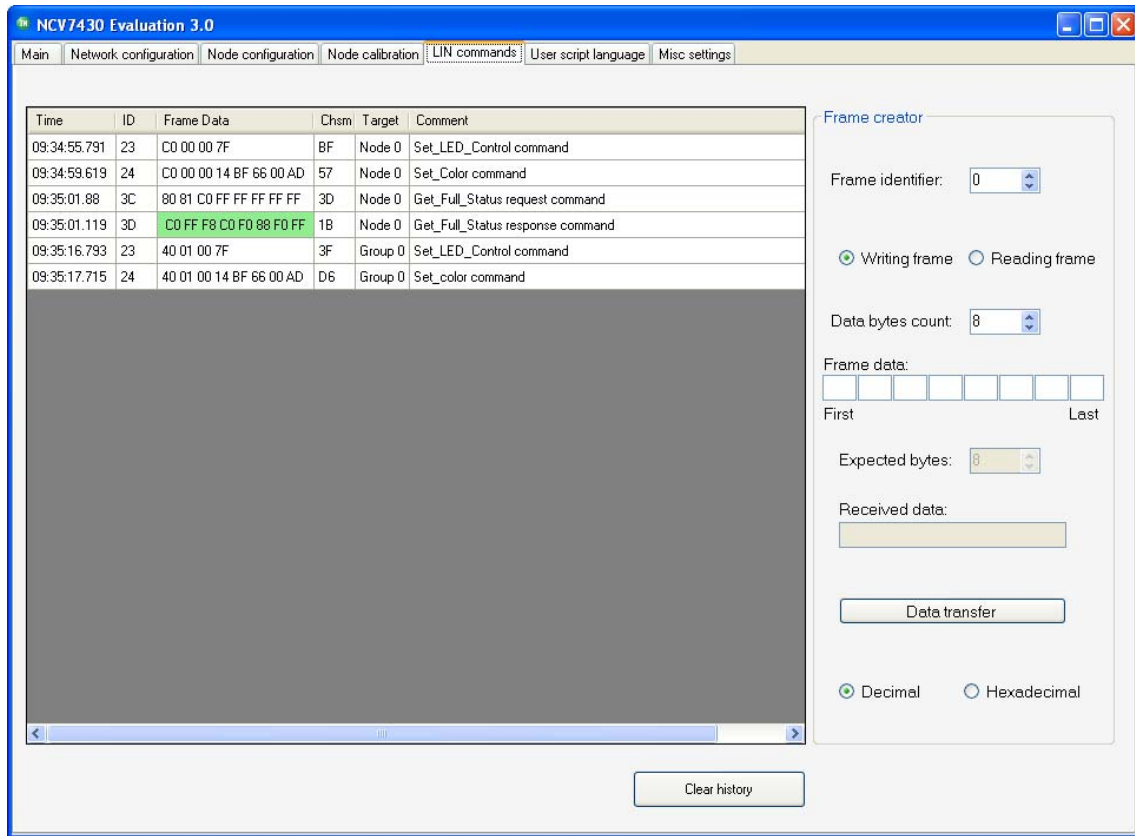 NCV7430 Evaluation 3.0
Main Network configuration Node configuration Node calibration LIN commands User script language Misc settings
Time ID Frame Data Chsm Target Comment
09:34:55.791 23 C0 00 00 7F BF Node 0 Set_LED_Control command
09:34:59.619 24 C0 00 00 14 BF 66 00 AD 57 Node 0 Set_Color command
09:35:01.88 3C 80 81 C0 FF FF FF FF FF 3D Node 0 Get_Full_Status request command
09:35:01.119 3D C0 FF F8 C0 F0 88 F0 FF 1B Node 0 Get_Full_Status response command
09:35:16.793 23 40 01 00 7F 3F Group 0 Set_LED_Control command
09:35:17.715 24 40 01 00 14 BF 66 00 AD D6 Group 0 Set_color command
Frame creator
Frame identifier: 0
Writing frame Reading frame
Data bytes count: 8
Frame data:
First Last
Expected bytes: 8
Received data:
Data transfer
Decimal Hexadecimal
Clear history